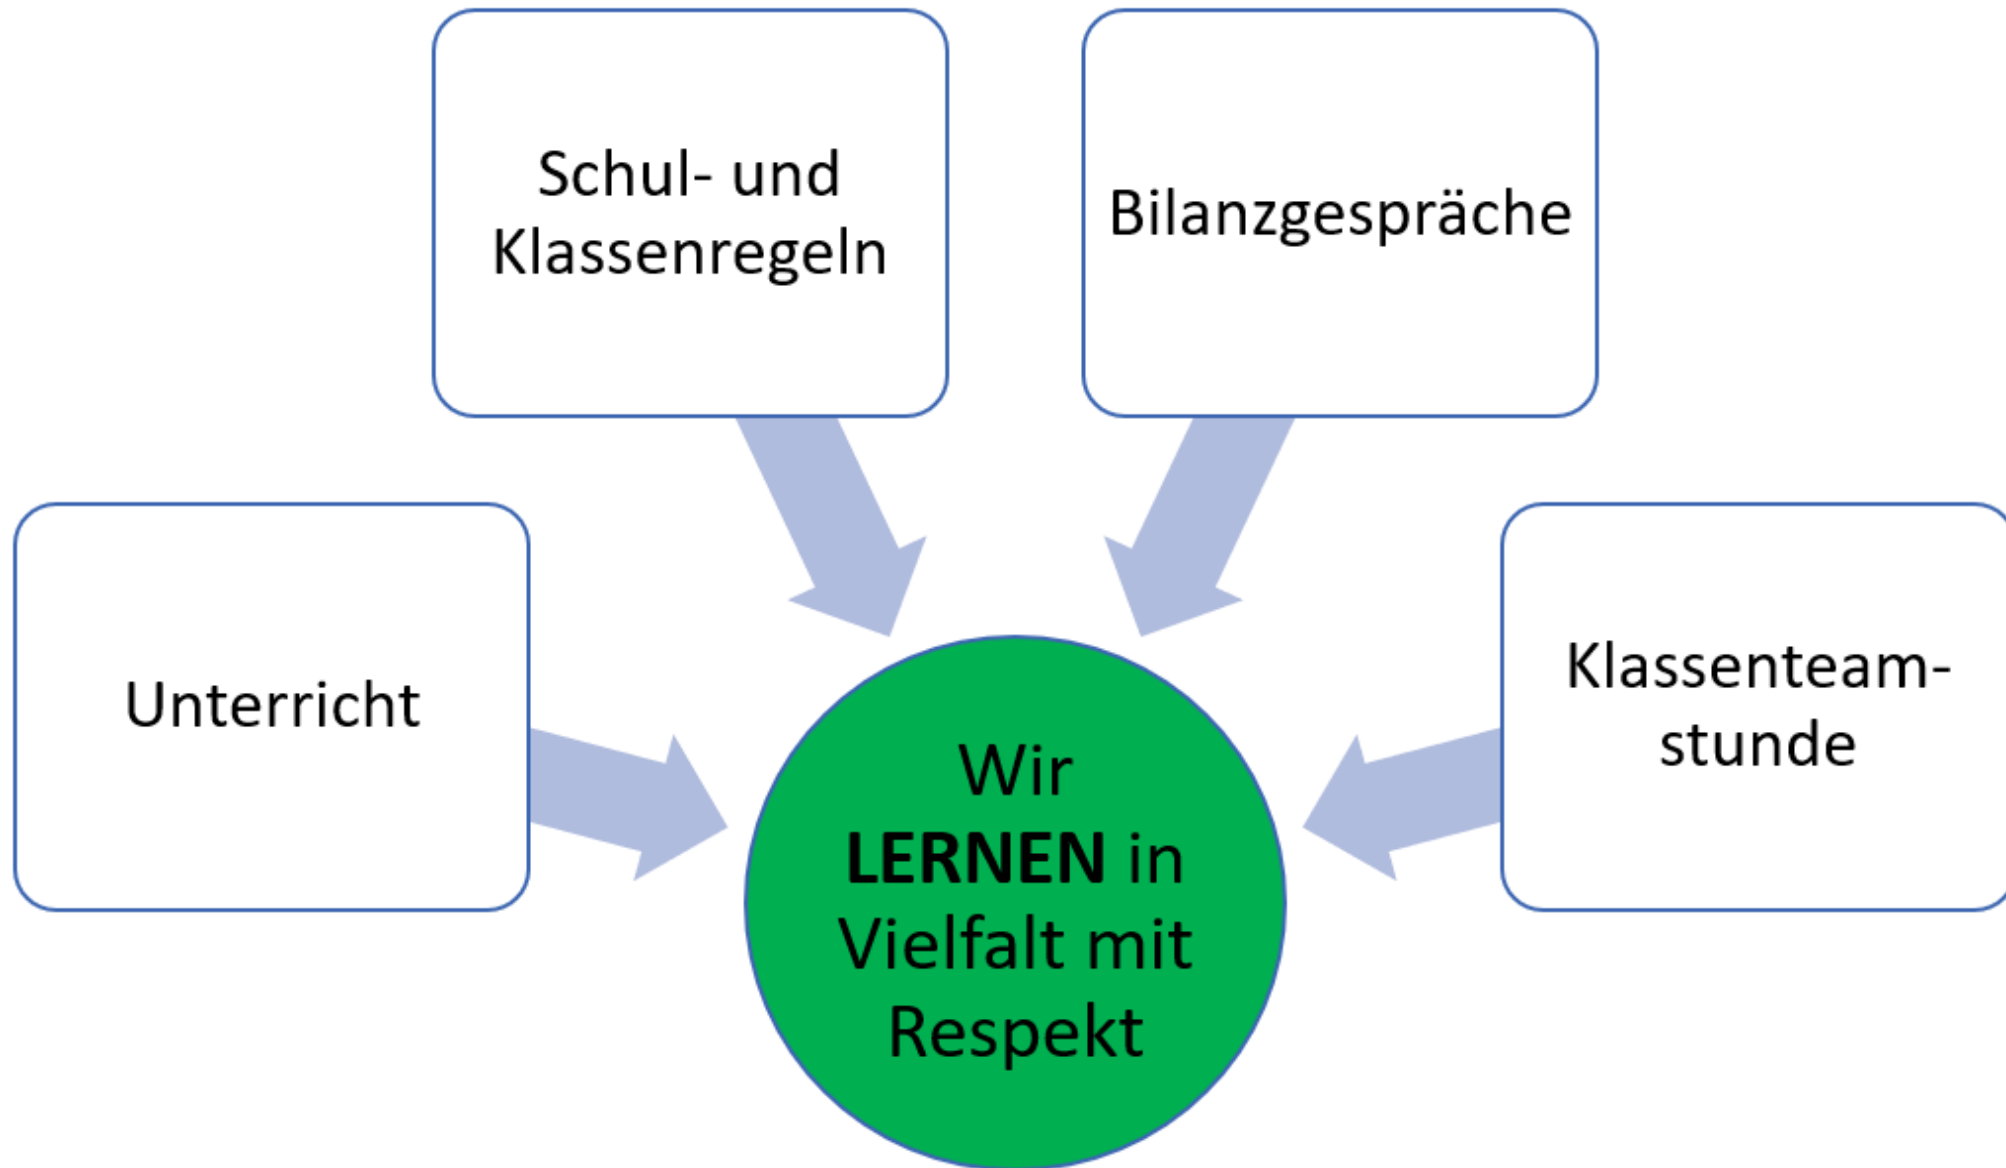 Schul- und
Klassenregeln
Bilanzgespräche
Unterricht
Klassenteam-
stunde
Wir
LERNEN in
Vielfalt mit
Respekt